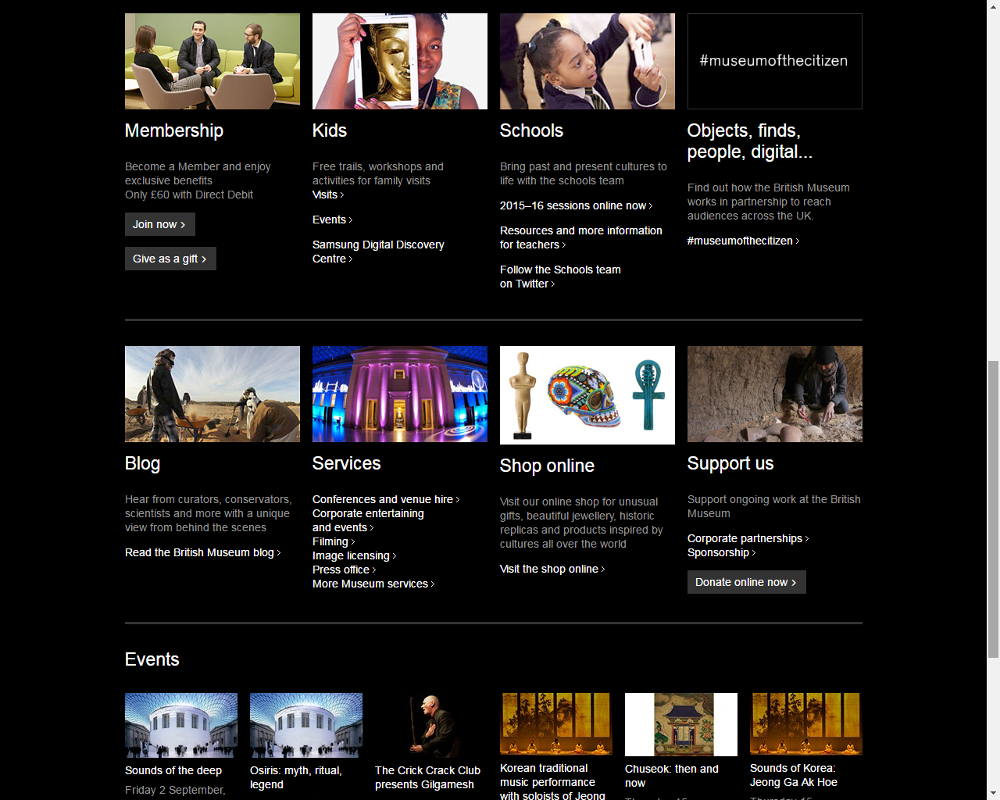 #museumofthecitizen
Membership
Become a Member and enjoy
exclusive benefits
Only £60 with Direct Debit
Join now ›
Give as a gift ›
Kids
Free trails, workshops and
activities for family visits
Visits ›
Events ›
Samsung Digital Discovery
Centre ›
Schools
Bring past and present cultures to
life with the schools team
2015–16 sessions online now ›
Resources and more information
for teachers ›
Follow the Schools team
on Twitter ›
Objects, finds,
people, digital...
Find out how the British Museum
works in partnership to reach
audiences across the UK.
#museumofthecitizen ›
Blog
Hear from curators, conservators,
scientists and more with a unique
view from behind the scenes
Read the British Museum blog ›
Services
Conferences and venue hire ›
Corporate entertaining
and events ›
Filming ›
Image licensing ›
Press office ›
More Museum services ›
Shop online
Visit our online shop for unusual
gifts, beautiful jewellery, historic
replicas and products inspired by
cultures all over the world
Visit the shop online ›
Support us
Support ongoing work at the British
Museum
Corporate partnerships ›
Sponsorship ›
Donate online now ›
Events
Sounds of the deep
Friday 2 September,
Osiris: myth, ritual,
legend
The Crick Crack Club
presents Gilgamesh
Korean traditional
music performance
with soloists of Jeong
Chuseok: then and
now
Thursday 15
Sounds of Korea:
Jeong Ga Ak Hoe
Thursday 15